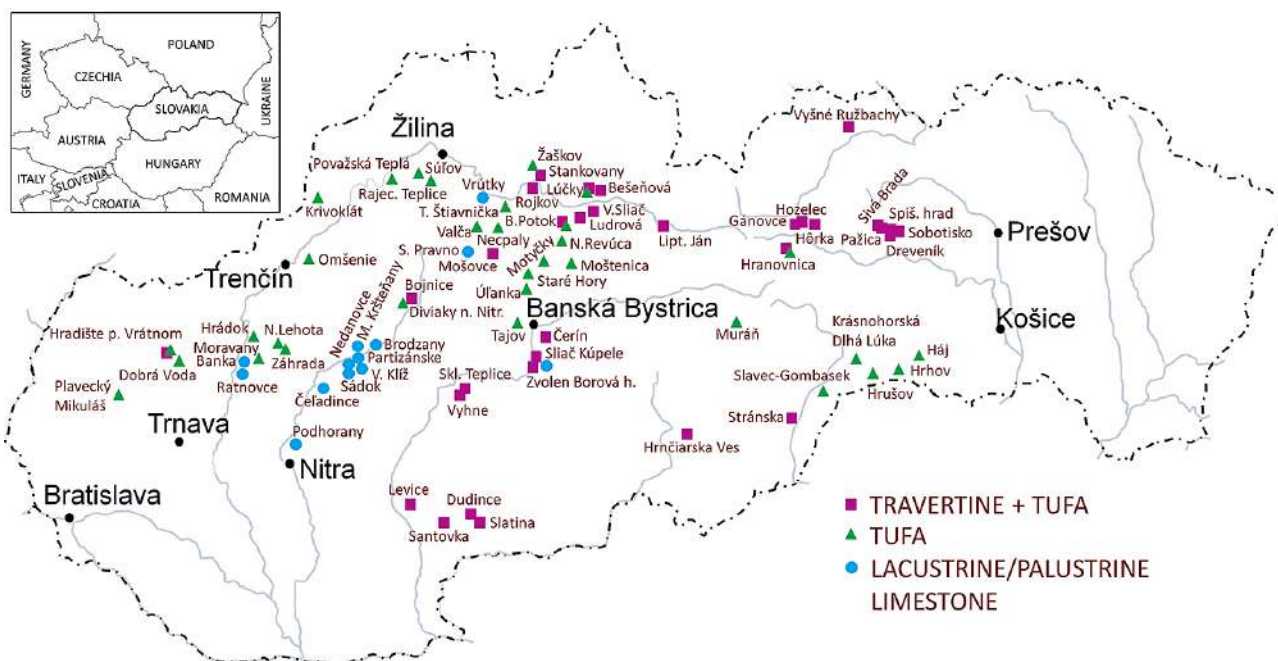 GERMANY
POLAND
CZECHIA
SLOVAKIA
UKRAINE
AUSTRIA
HUNGARY
ITALY
SLOVENIA
CROATIA
ROMANIA
Vyšné Ružbachy
Žilina
Považská Teplá
Súľov
Rajec. Teplice
Žaškov
Stankovany
Vrútky
Lúčky
Bešeňová
Krivoklát
Rojkov
T. Štiavnička
B.Potok
V.Sliač
Ludrová
Valča
Necpaly
Lipt. Ján
Gánovce
Hozelec
Hôrka
Sivá Brada
Spiš. hrad
Sobotisko
Pažica
Dreveník
Prešov
S. Pravno
Mošovce
Motyčky
N.Revúca
Moštenica
Hranovnica
Trenčín
Omšenie
Staré Hory
Bojnice
Úľanka
Diviaky n. Nitr.
Banská Bystrica
Košice
Hradište p. Vrátnom
Hrádok
N.Lehota
Nedanovce
M. Kršteňany
Tajov
Čerín
Muráň
Krásnohorská
Dlhá Lúka
Háj
Moravany
Banka
Záhrada
Brodzany
Partizánske
Sliač Kúpele
Dobrá Voda
Ratnovce
V. Klíž
Sádok
Skl. Teplice
Zvolen Borová h.
Slavec-Gombasek
Hrhov
Hrušov
Plavecký
Mikuláš
Čeľadince
Vyhne
Stránska
Trnava
Podhorany
Hrnčiarska Ves
Nitra
Bratislava
Levice
Dudince
Slatina
Santovka
TRAVERTINE + TUFA
TUFA
LACUSTRINE/PALUSTRINE
LIMESTONE